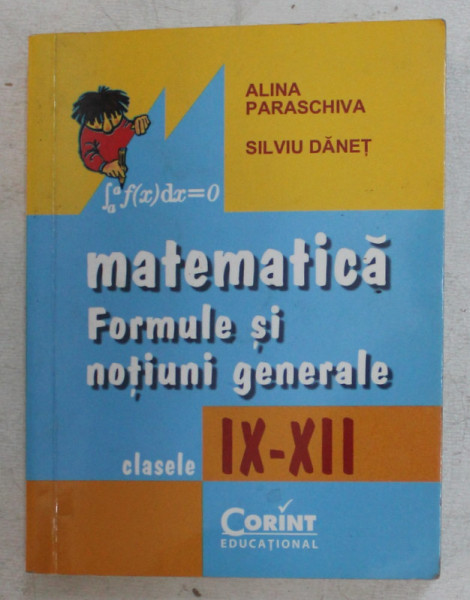 ALINA
PARASCHIVA
SILVIU DĂNEȚ
∫ₐᵃ f(x)dx=0
matematică
Formule și
noțiuni generale
clasele IX-XII
CORINT
EDUCAȚIONAL